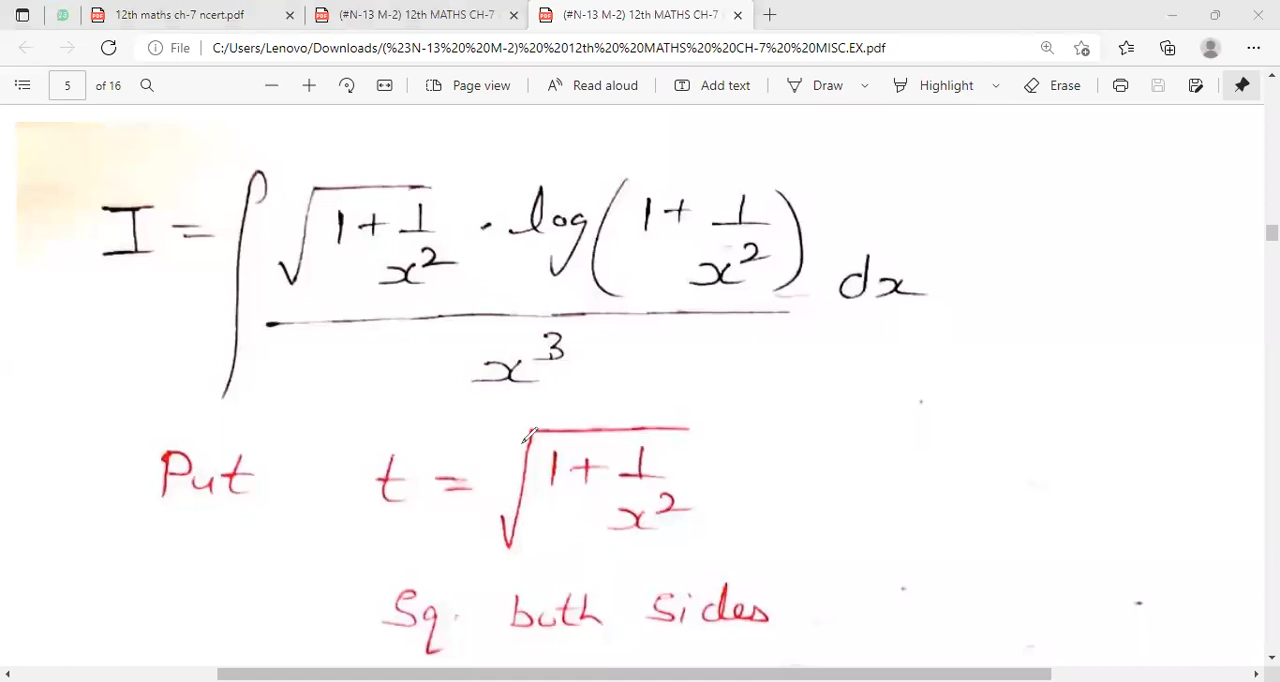 12th maths ch-7 ncert.pdf (#N-13 M-2) 12th MATHS CH-7 (#N-13 M-2) 12th MATHS CH-7
File C:/Users/Lenovo/Downloads/(%23N-13%20%20M-2)%20%2012th%20%20MATHS%20%20CH-7%20%20MISC.EX.pdf
5 of 16 Page view Read aloud Add text Draw Highlight Erase
I = ∫ √(1 + 1/x²) · log(1 + 1/x²) / x³ dx
Put t = √(1 + 1/x²)
Sq. both sides